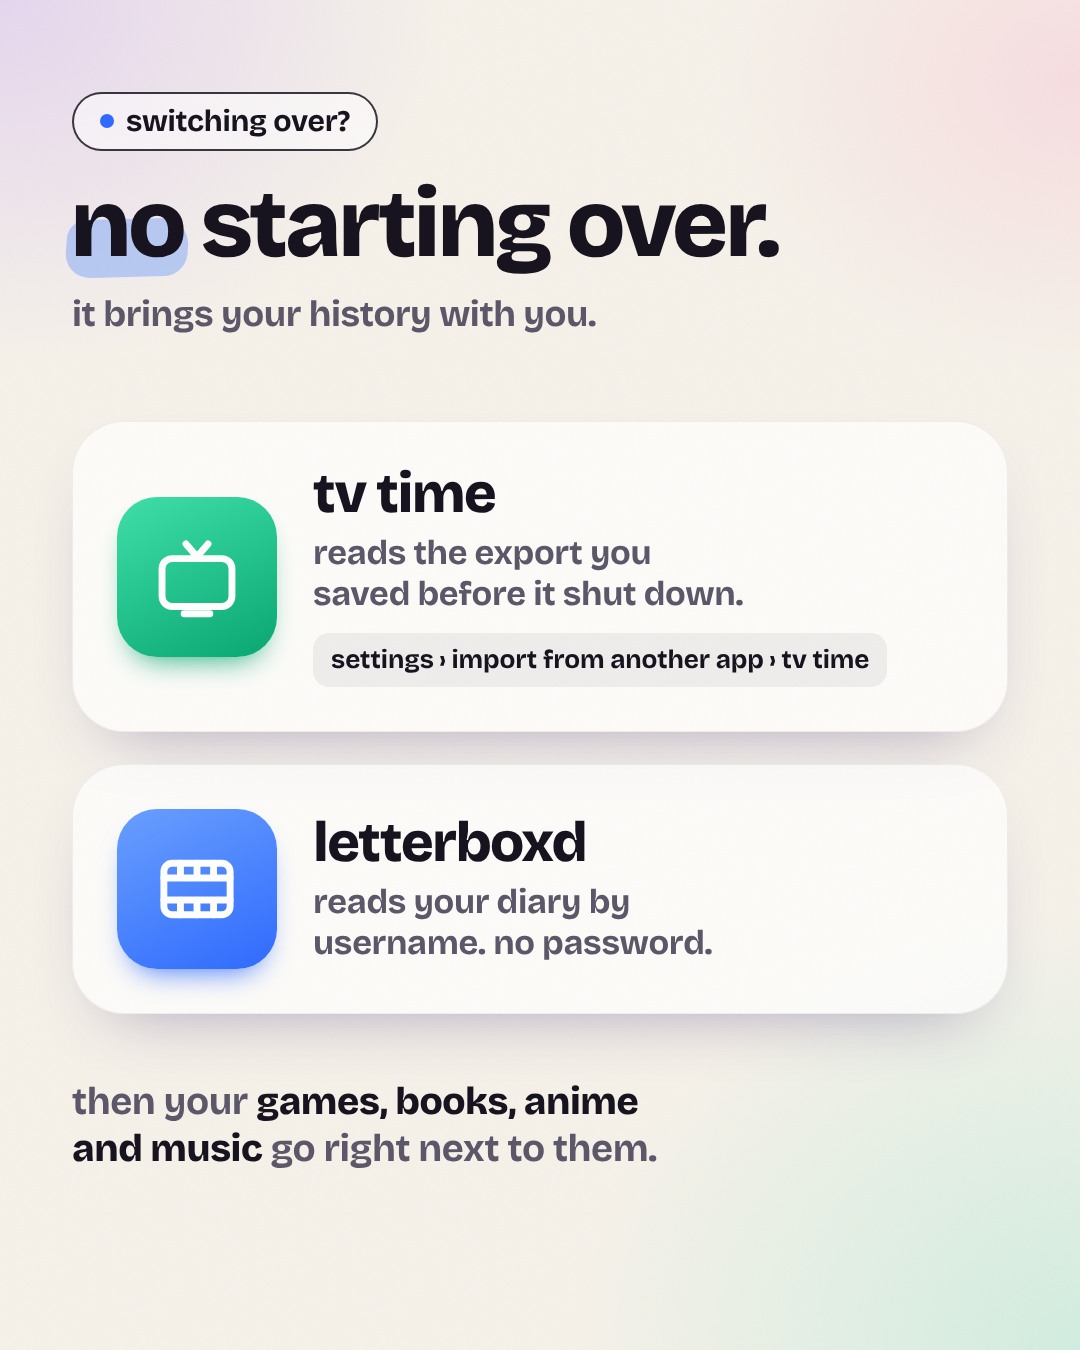 switching over?
no starting over.
it brings your history with you.
tv time
reads the export you
saved before it shut down.
settings › import from another app › tv time
letterboxd
reads your diary by
username. no password.
then your games, books, anime
and music go right next to them.